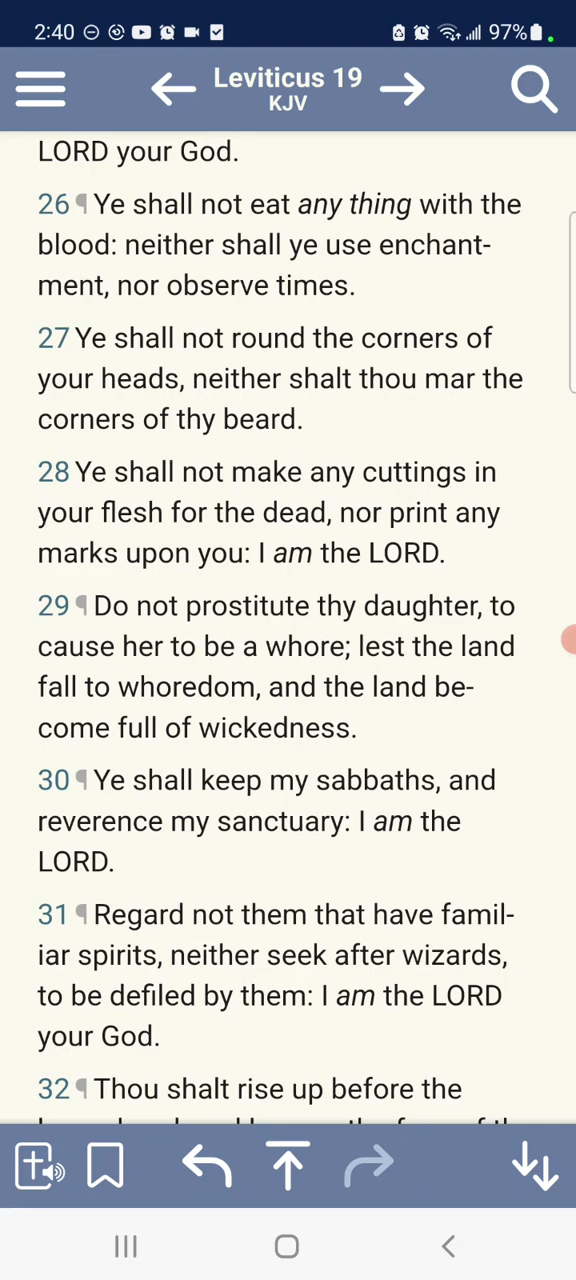 2:40
97%
Leviticus 19
KJV
LORD your God.
26 ¶ Ye shall not eat any thing with the
blood: neither shall ye use enchant-
ment, nor observe times.
27 Ye shall not round the corners of
your heads, neither shalt thou mar the
corners of thy beard.
28 Ye shall not make any cuttings in
your flesh for the dead, nor print any
marks upon you: I am the LORD.
29 ¶ Do not prostitute thy daughter, to
cause her to be a whore; lest the land
fall to whoredom, and the land be-
come full of wickedness.
30 ¶ Ye shall keep my sabbaths, and
reverence my sanctuary: I am the
LORD.
31 ¶ Regard not them that have famil-
iar spirits, neither seek after wizards,
to be defiled by them: I am the LORD
your God.
32 ¶ Thou shalt rise up before the